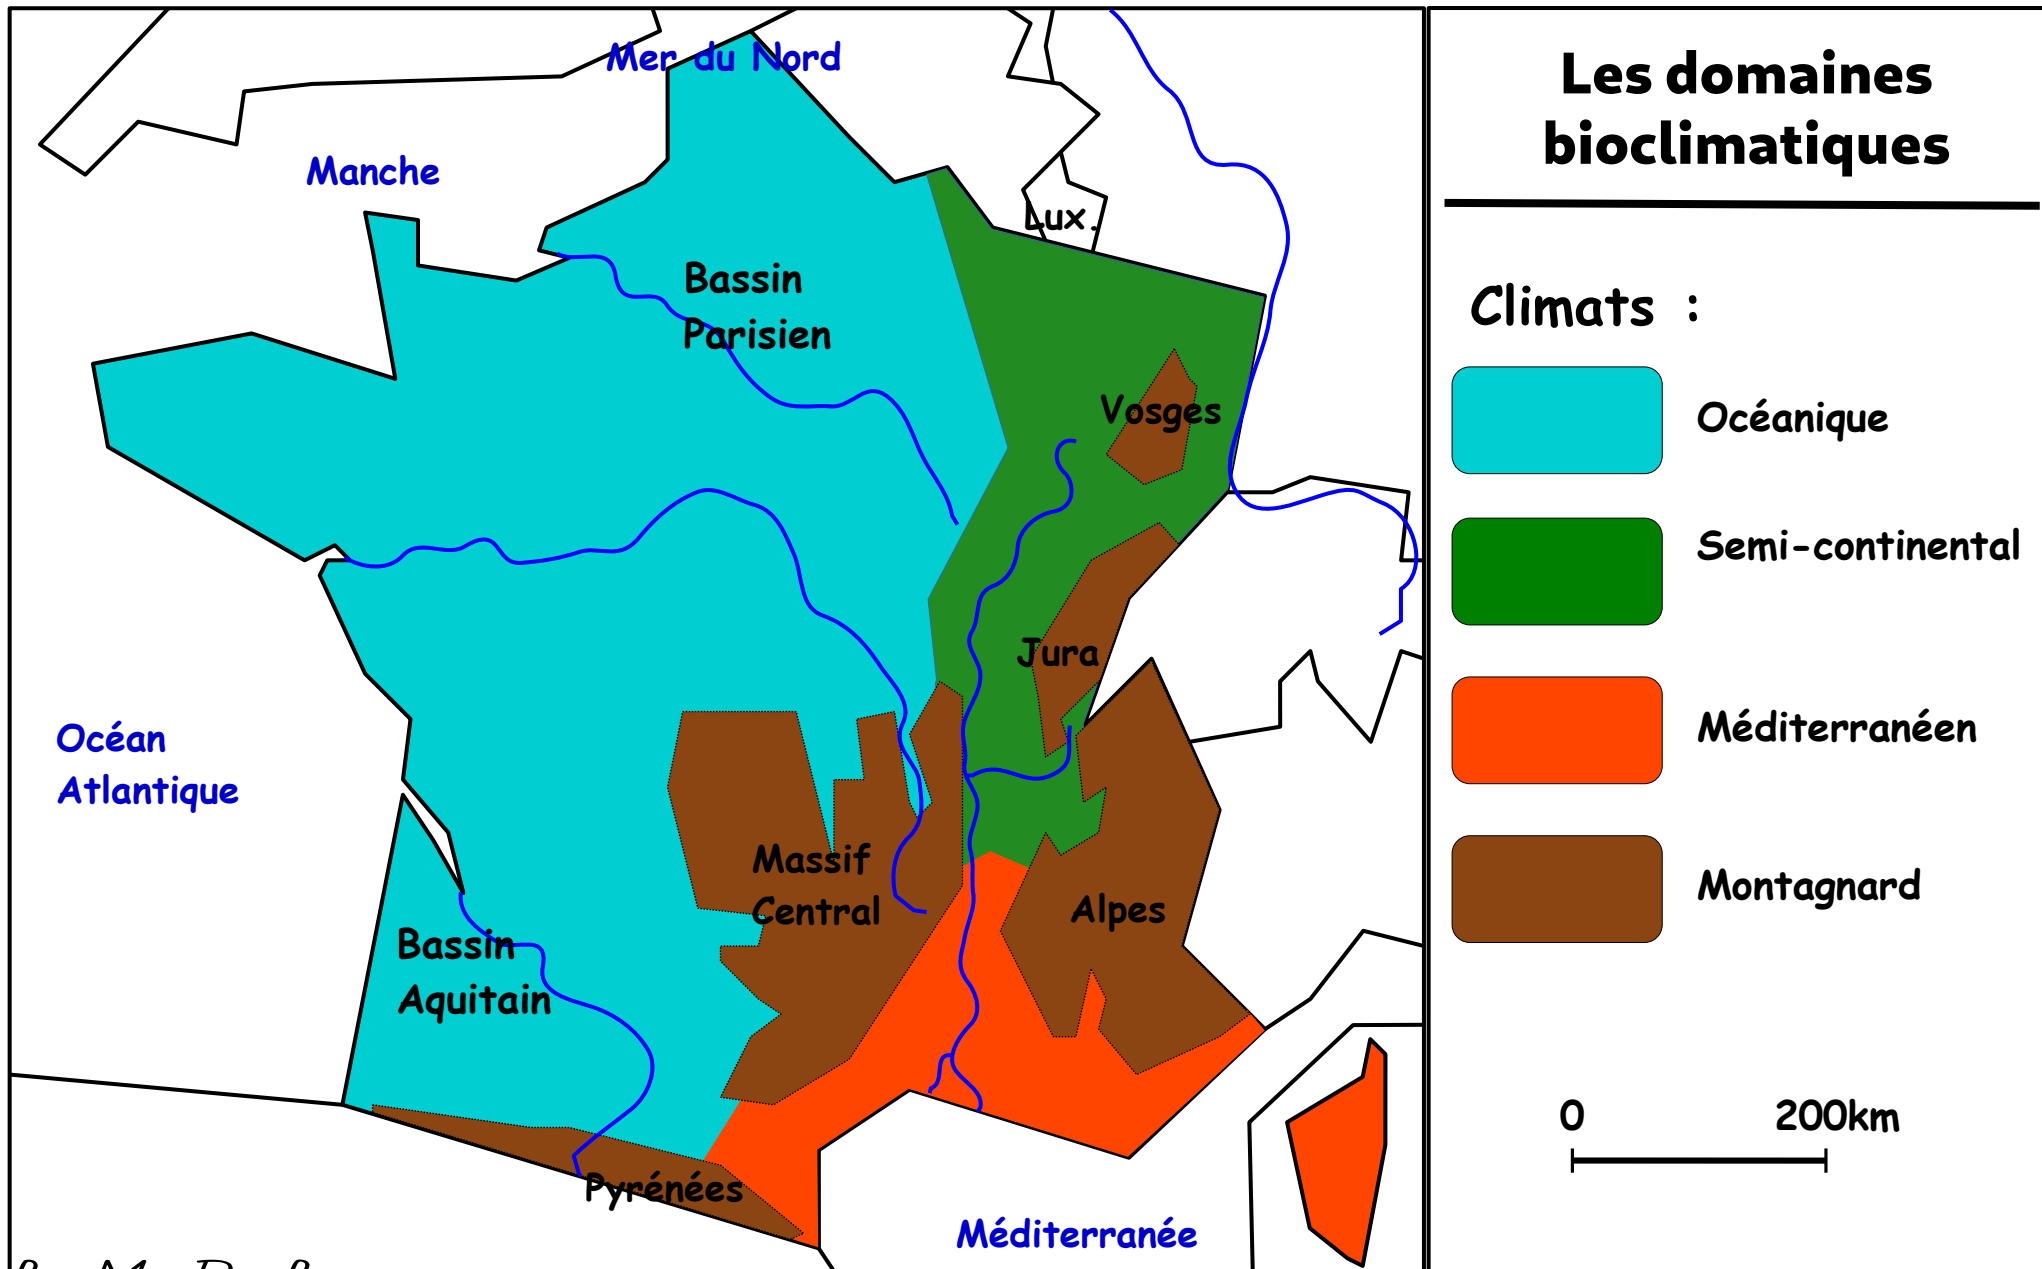 Les domaines
bioclimatiques
Climats :
Océanique
Semi-continental
Méditerranéen
Montagnard
0 200km
Mer du Nord
Manche
Lux.
Bassin
Parisien
Vosges
Jura
Océan
Atlantique
Massif
Central
Alpes
Bassin
Aquitain
Pyrénées
Méditerranée